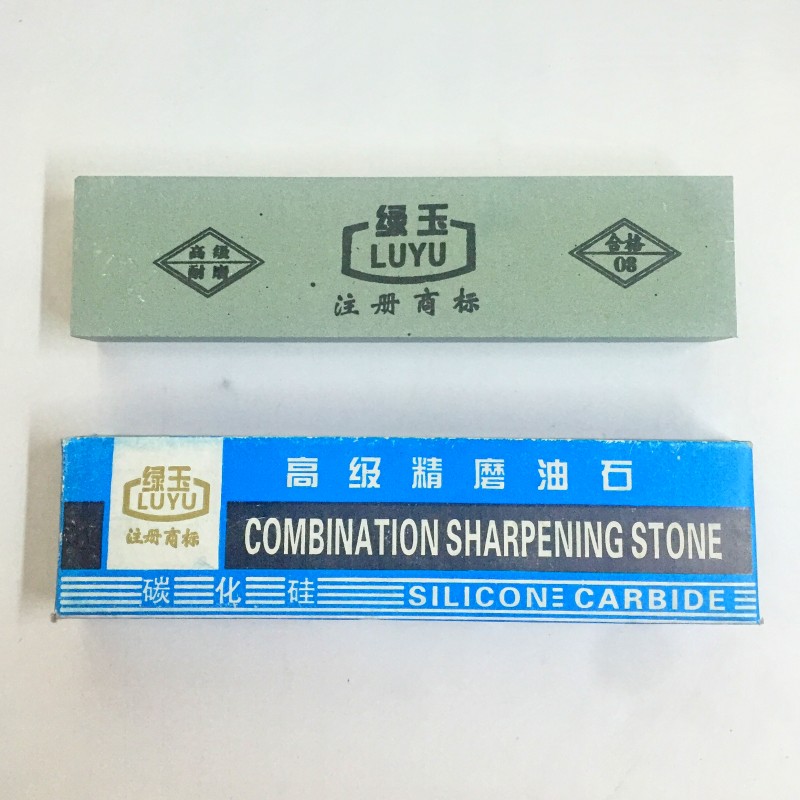 绿玉
LUYU
注册商标
高级
耐磨
合格
08
绿玉
LUYU
注册商标
高级精磨油石
COMBINATION SHARPENING STONE
碳化硅
SILICON CARBIDE